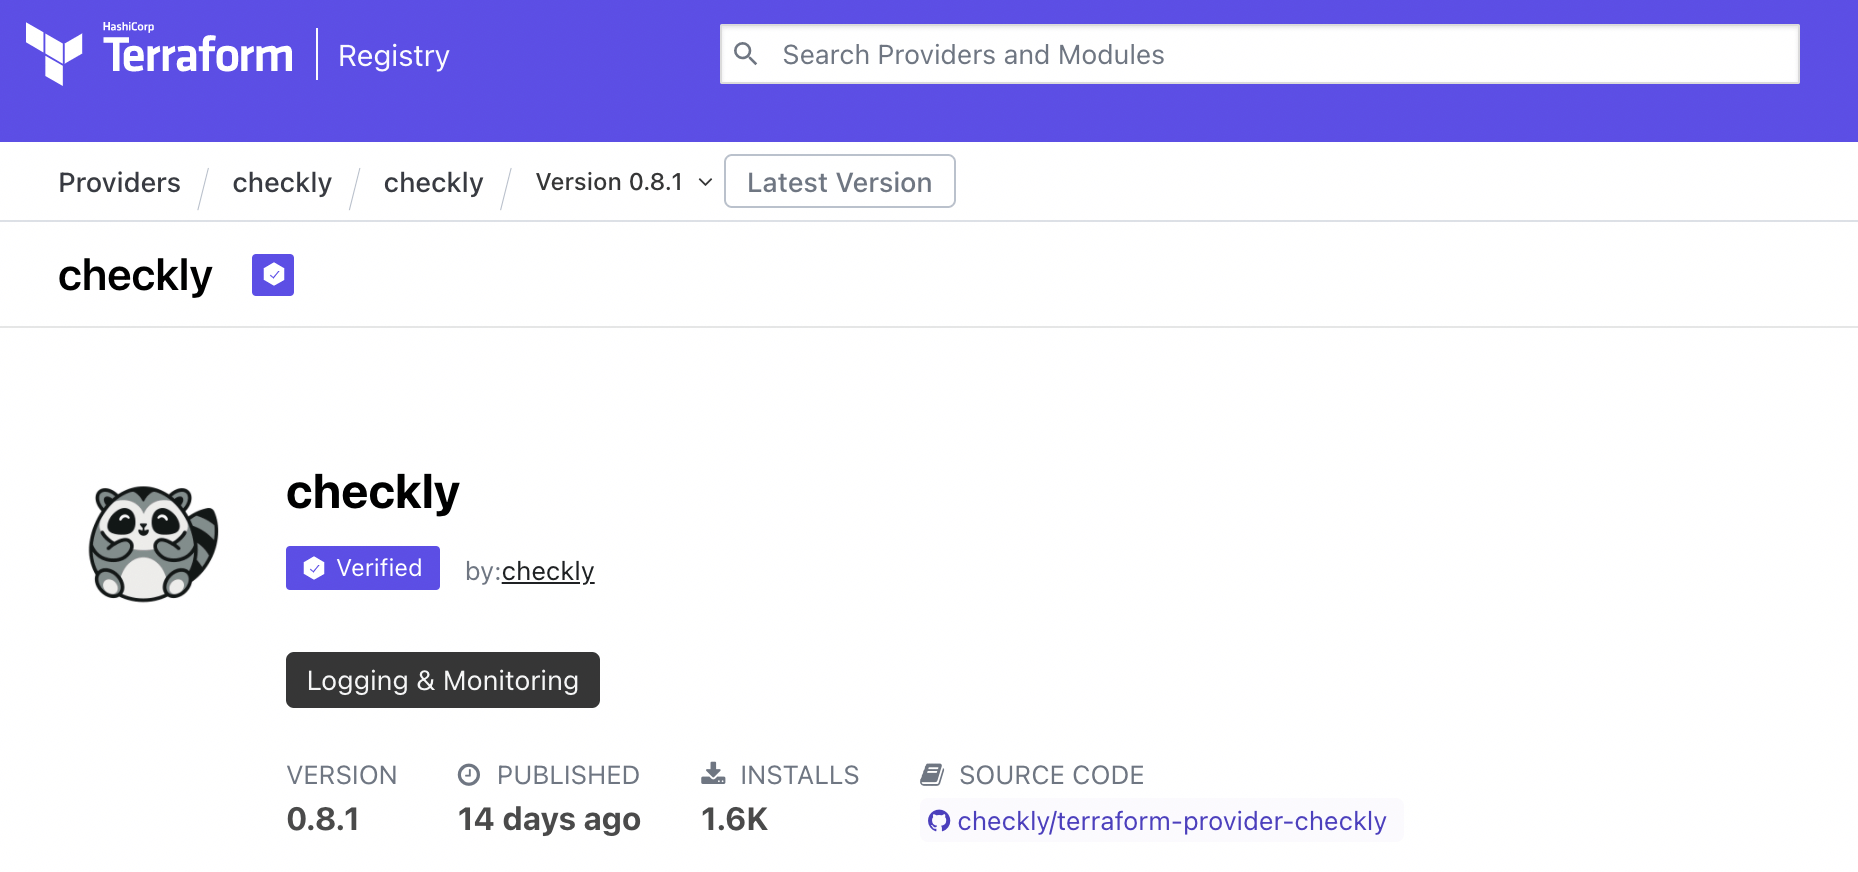 HashiCorp
Terraform
Registry
Search Providers and Modules
Providers / checkly / checkly / Version 0.8.1 Latest Version
checkly
checkly
Verified by:checkly
Logging & Monitoring
VERSION PUBLISHED INSTALLS SOURCE CODE
0.8.1 14 days ago 1.6K checkly/terraform-provider-checkly